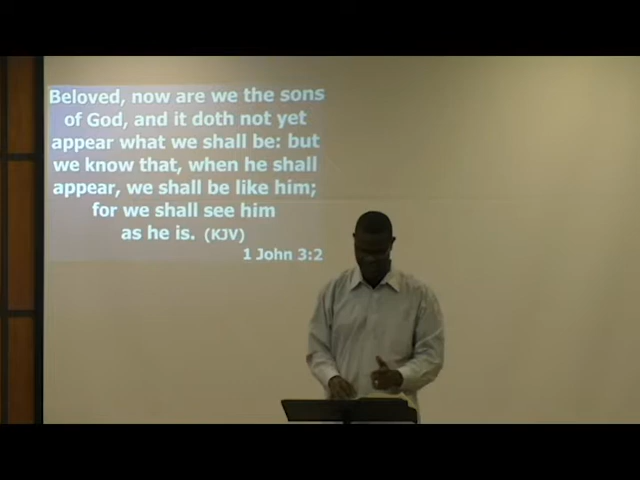 Beloved, now are we the sons
of God, and it doth not yet
appear what we shall be: but
we know that, when he shall
appear, we shall be like him;
for we shall see him
as he is. (KJV)
1 John 3:2